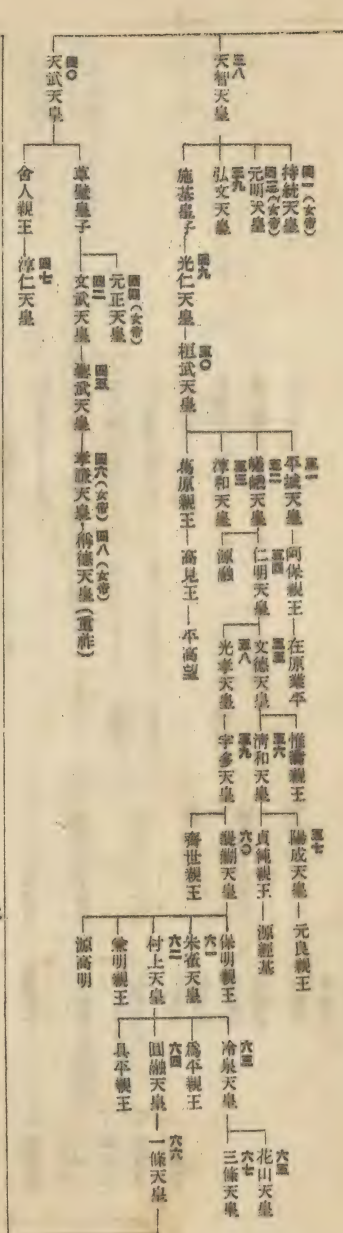 三八
天智天皇
四一(女帝)
持統天皇
四三(女帝)
元明天皇
三九
弘文天皇
施基皇子
四九
光仁天皇
五〇
桓武天皇
五一
平城天皇
阿保親王
在原業平
五二
嵯峨天皇
五四
仁明天皇
五五
文德天皇
惟喬親王
五六
淸和天皇
五七
陽成天皇
元良親王
貞純親王
源經基
五八
光孝天皇
五九
宇多天皇
六〇
醍醐天皇
保明親王
六一
朱雀天皇
六二
村上天皇
六三
冷泉天皇
六五
花山天皇
六七
三條天皇
爲平親王
六四
圓融天皇
六六
一條天皇
具平親王
兼明親王
源高明
齊世親王
源融
五三
淳和天皇
葛原親王
高見王
平高望
四〇
天武天皇
草壁皇子
四四(女帝)
元正天皇
四二
文武天皇
四五
聖武天皇
四六(女帝)
孝謙天皇
四八(女帝)
稱德天皇(重祚)
舍人親王
四七
淳仁天皇